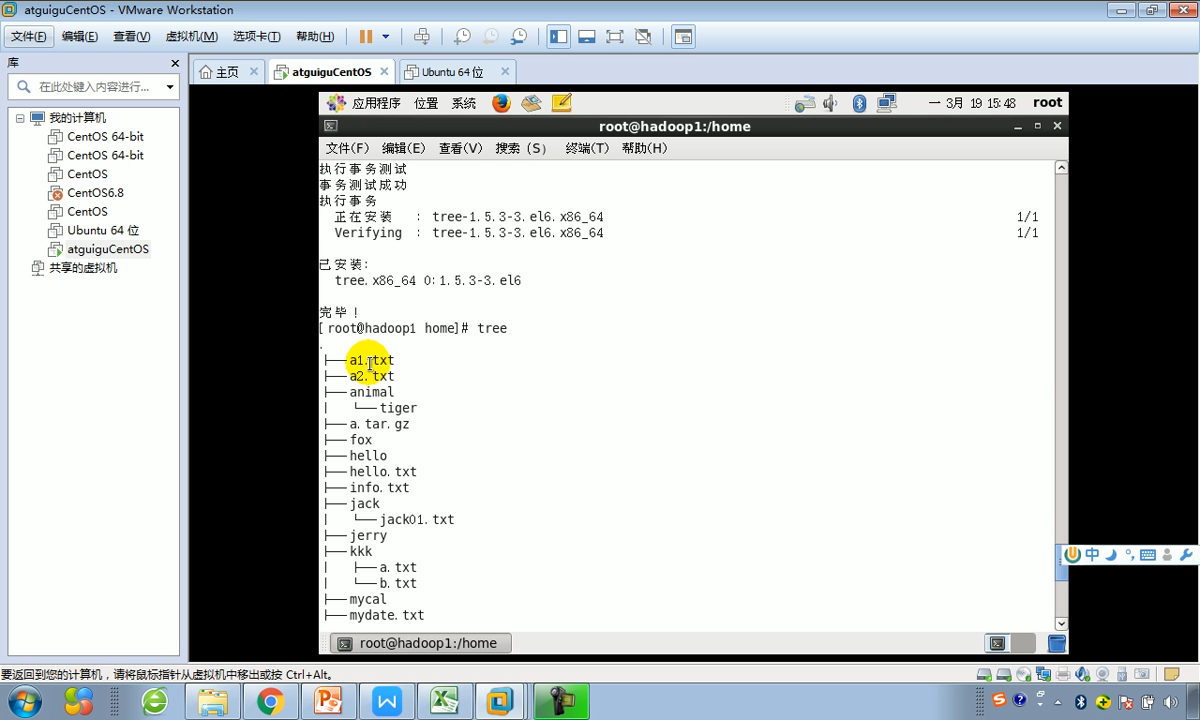 atguiguCentOS - VMware Workstation
文件(F) 编辑(E) 查看(V) 虚拟机(M) 选项卡(T) 帮助(H)
库
主页 atguiguCentOS Ubuntu 64 位
在此处键入内容进行...
我的计算机
CentOS 64-bit
CentOS 64-bit
CentOS
CentOS6.8
CentOS
Ubuntu 64 位
atguiguCentOS
共享的虚拟机
应用程序 位置 系统 一 3月 19 15:48 root
root@hadoop1:/home
文件(F) 编辑(E) 查看(V) 搜索 (S) 终端(T) 帮助(H)
执行事务测试
事务测试成功
执行事务
正在安装 : tree-1.5.3-3.el6.x86_64 1/1
Verifying : tree-1.5.3-3.el6.x86_64 1/1
已安装:
tree.x86_64 0:1.5.3-3.el6
完毕！
[root@hadoop1 home]# tree
.
├── a1.txt
├── a2.txt
├── animal
│   └── tiger
├── a.tar.gz
├── fox
├── hello
├── hello.txt
├── info.txt
├── jack
│   └── jack01.txt
├── jerry
├── kkk
│   ├── a.txt
│   └── b.txt
├── mycal
├── mydate.txt
中
root@hadoop1:/home
要返回到您的计算机，请将鼠标指针从虚拟机中移出或按 Ctrl+Alt。